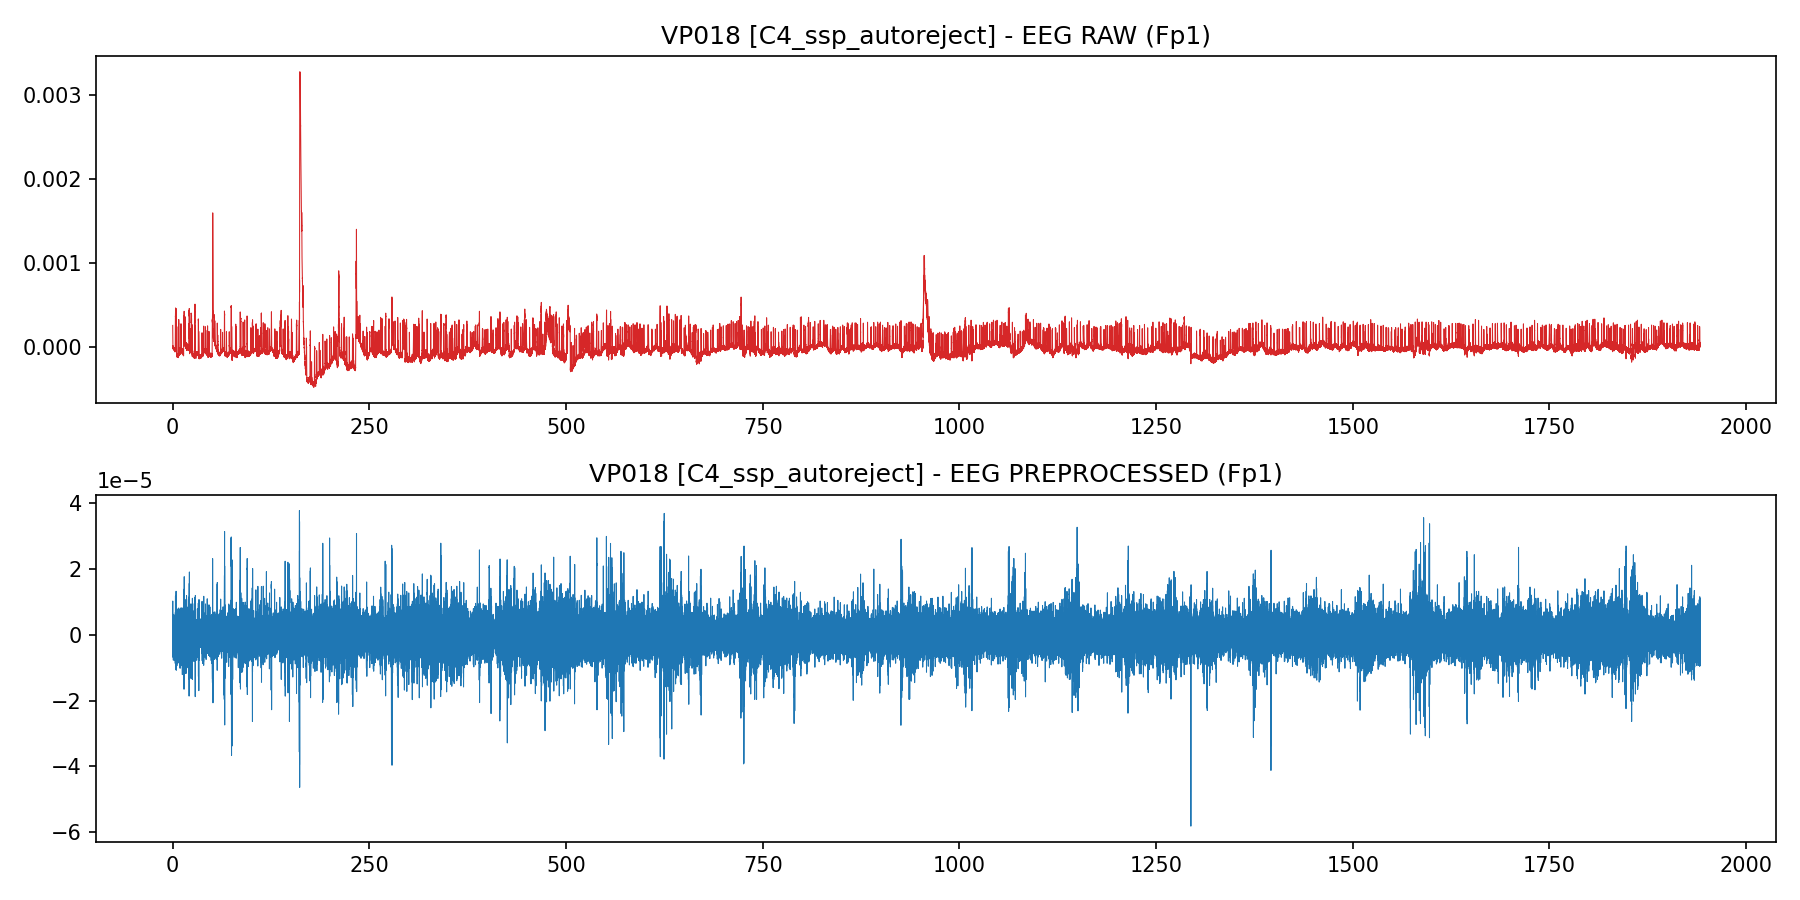 VP018 [C4_ssp_autoreject] - EEG RAW (Fp1)
0.003
0.002
0.001
0.000
0 250 500 750 1000 1250 1500 1750 2000
VP018 [C4_ssp_autoreject] - EEG PREPROCESSED (Fp1)
1e−5
4
2
0
−2
−4
−6
0 250 500 750 1000 1250 1500 1750 2000